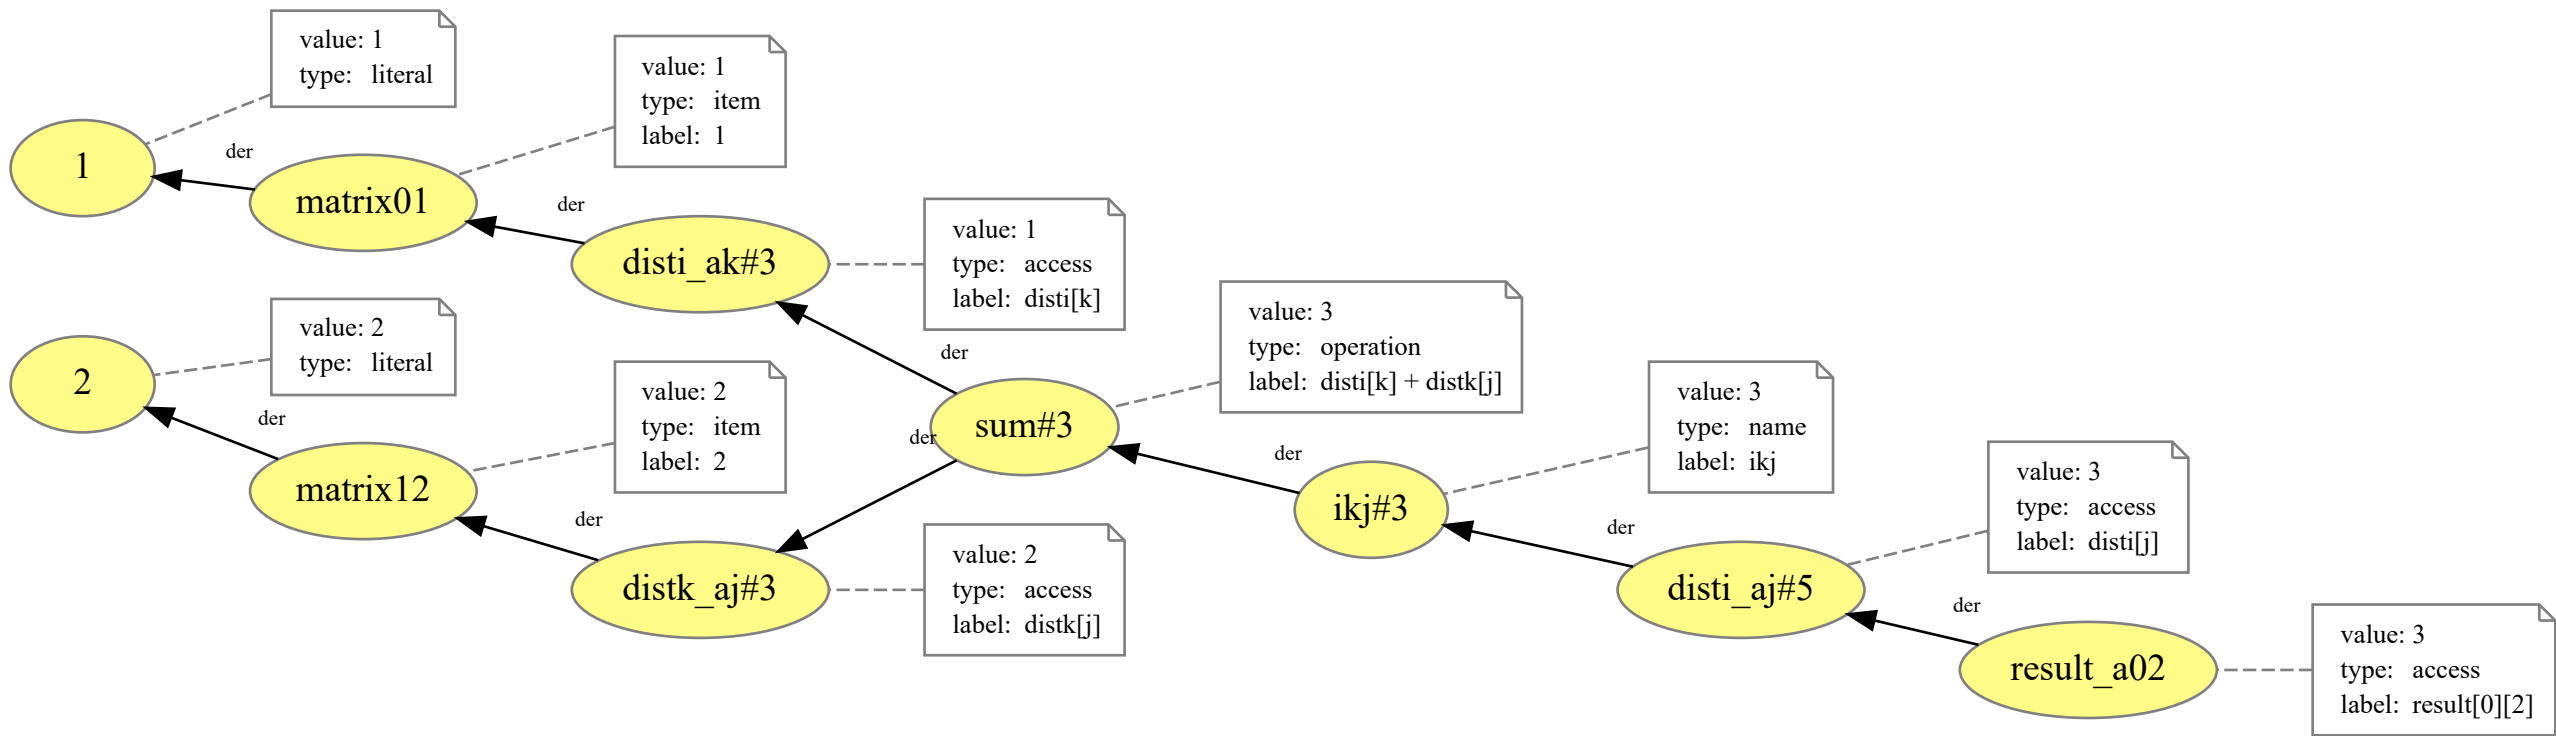 value: 1
type: literal
1
der
matrix01
value: 1
type: item
label: 1
der
disti_ak#3
value: 1
type: access
label: disti[k]
value: 2
type: literal
2
der
matrix12
value: 2
type: item
label: 2
der
distk_aj#3
value: 2
type: access
label: distk[j]
der
der
sum#3
value: 3
type: operation
label: disti[k] + distk[j]
der
ikj#3
value: 3
type: name
label: ikj
der
disti_aj#5
value: 3
type: access
label: disti[j]
der
result_a02
value: 3
type: access
label: result[0][2]